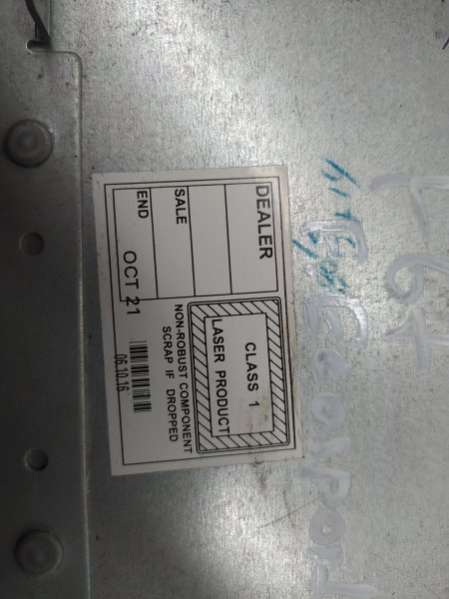 DEALER
SALE
END
OCT 21
CLASS 1
LASER PRODUCT
NON-ROBUST COMPONENT
SCRAP IF DROPPED
06.10.16